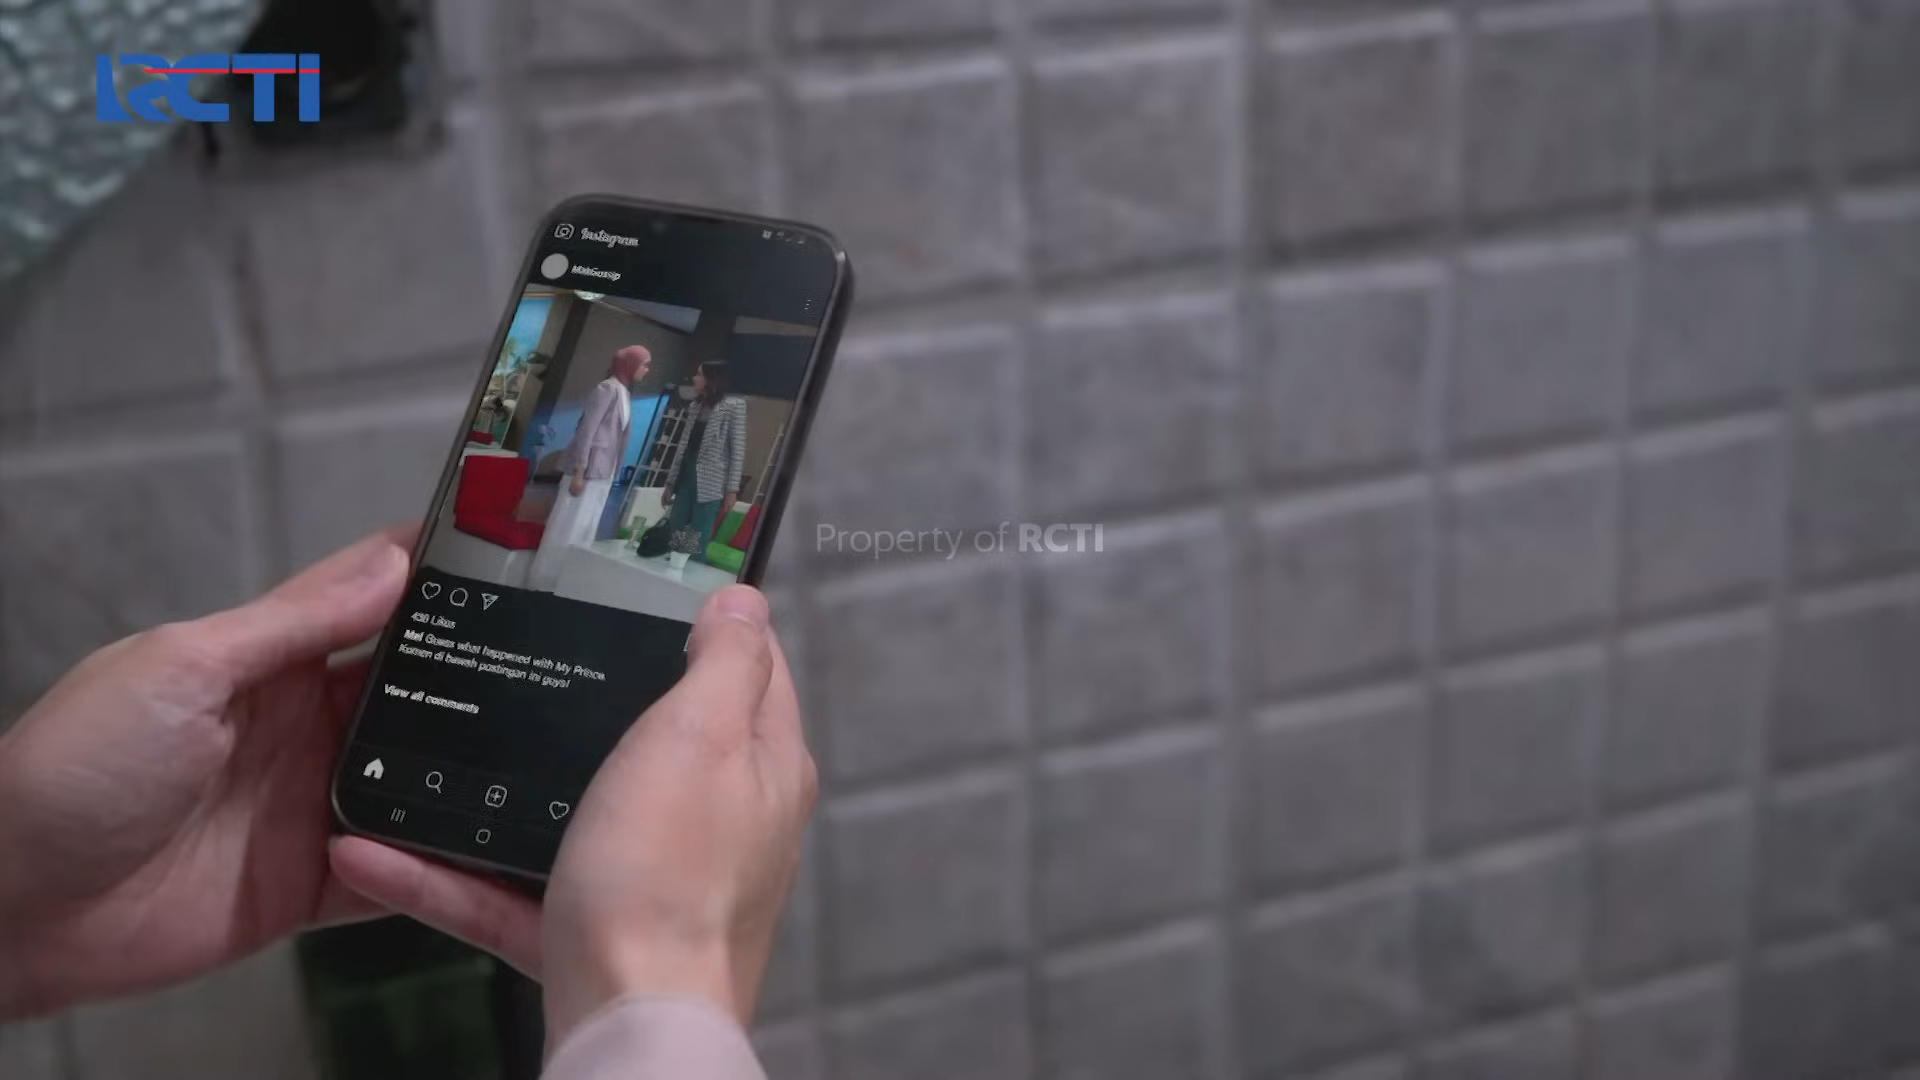 RCTI
Instagram
MakGossip
Property of RCTI
430 Likes
Mel Guess what happened with My Prince.
Komen di bawah postingan ini guys!
View all comments